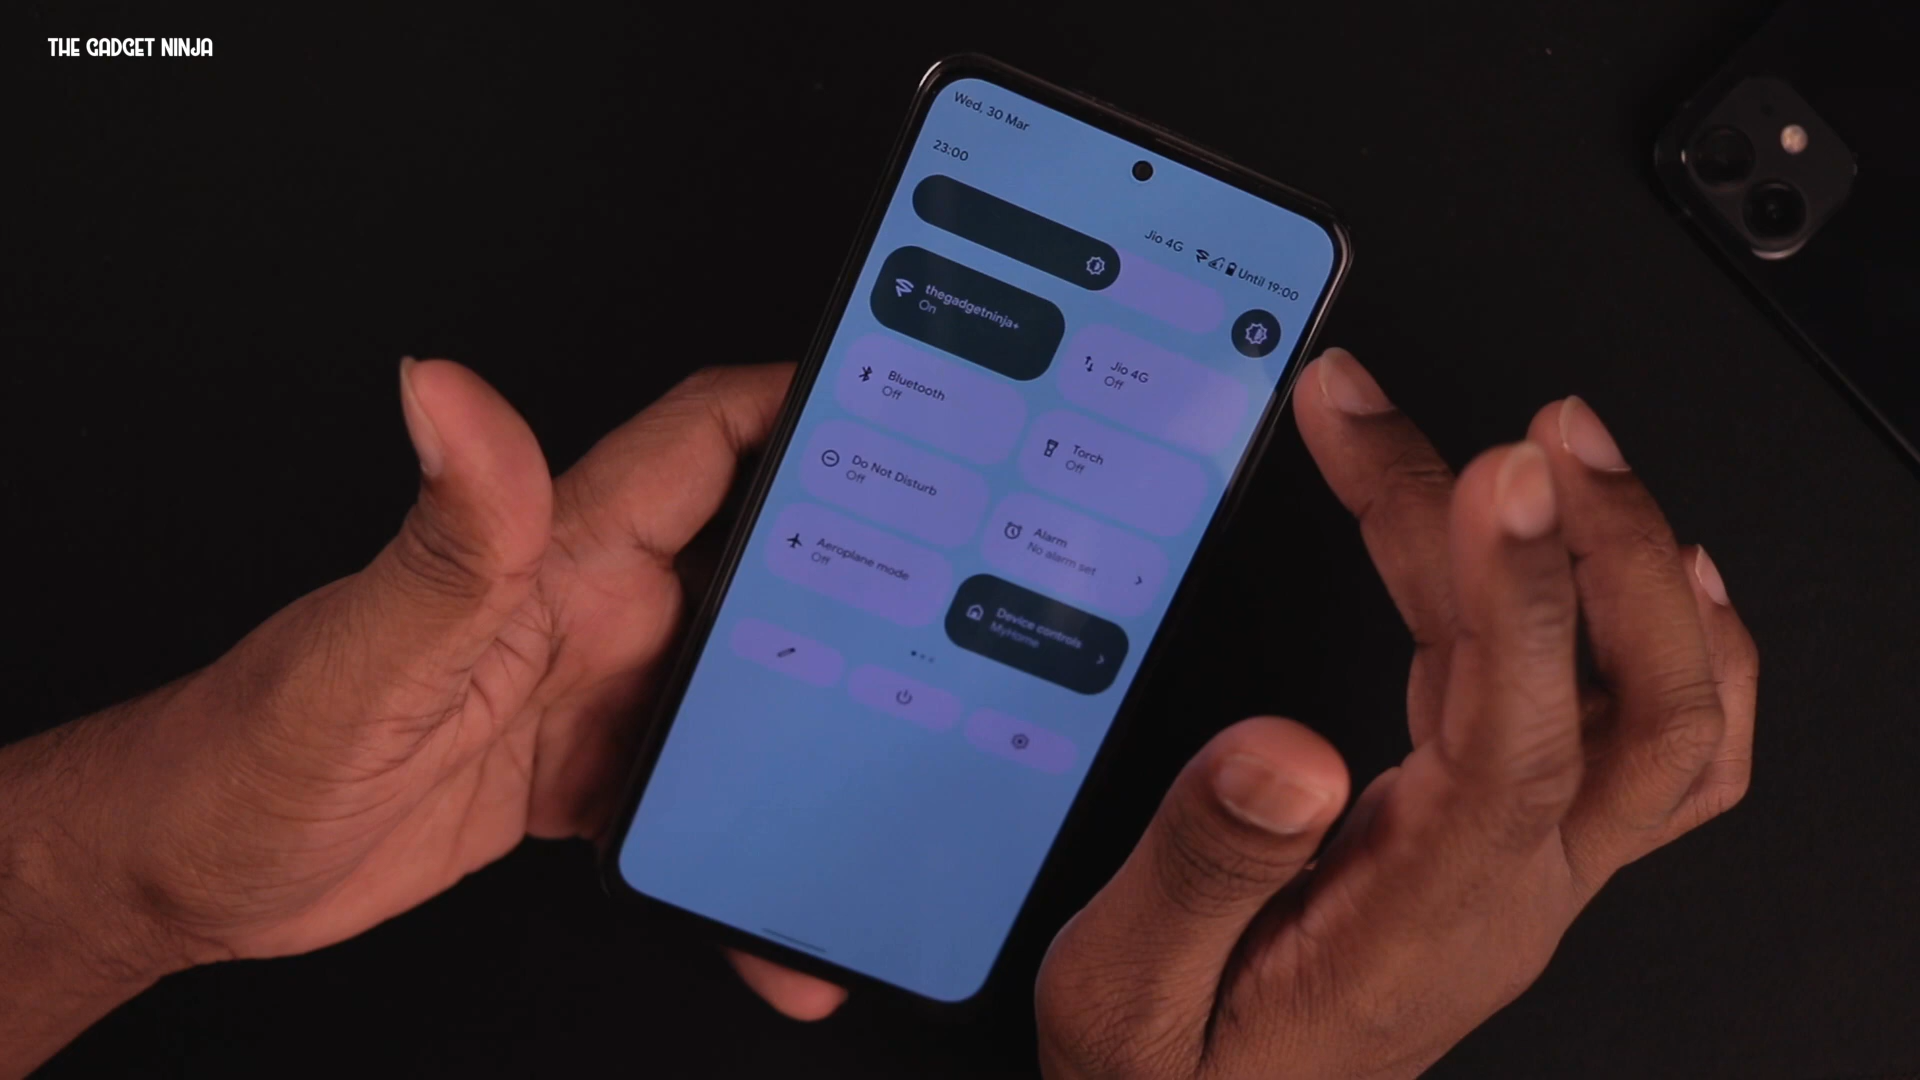 THE GADGET NINJA
Wed, 30 Mar
23:00
Jio 4G Until 19:00
thegadgetninja+
On
Jio 4G
Off
Bluetooth
Off
Torch
Off
Do Not Disturb
Off
Alarm
No alarm set
Aeroplane mode
Off
Device controls
MyHome